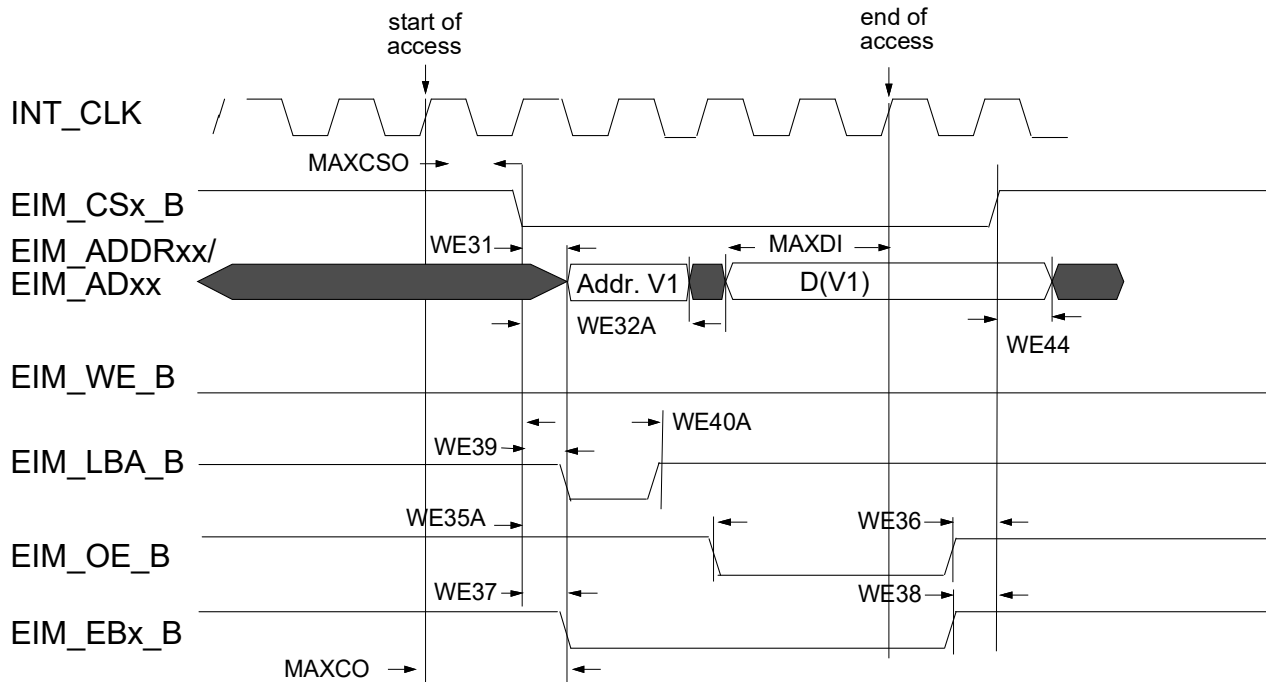 start of
access
end of
access
INT_CLK
MAXCSO
EIM_CSx_B
EIM_ADDRxx/
EIM_ADxx
WE31
MAXDI
Addr. V1
D(V1)
WE32A
WE44
EIM_WE_B
WE40A
WE39
EIM_LBA_B
WE35A
WE36
EIM_OE_B
WE37
WE38
EIM_EBx_B
MAXCO